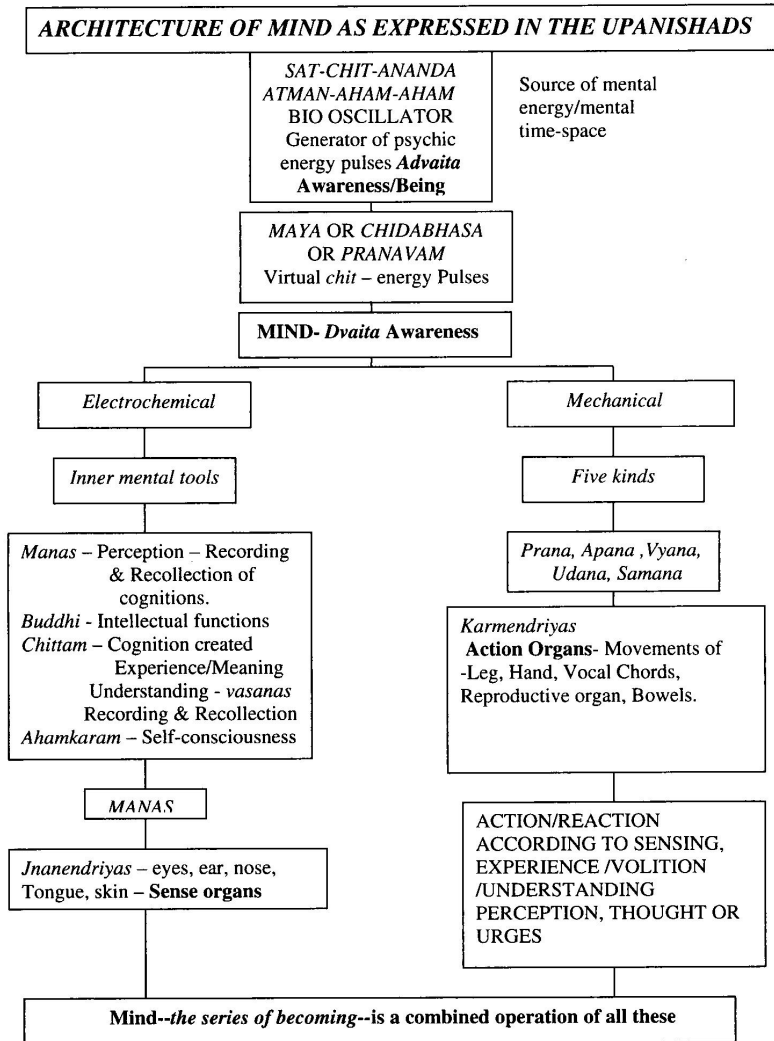 ARCHITECTURE OF MIND AS EXPRESSED IN THE UPANISHADS
SAT-CHIT-ANANDA
ATMAN-AHAM-AHAM
BIO OSCILLATOR
Generator of psychic
energy pulses Advaita
Awareness/Being
Source of mental
energy/mental
time-space
MAYA OR CHIDABHASA
OR PRANAVAM
Virtual chit – energy Pulses
MIND- Dvaita Awareness
Electrochemical
Inner mental tools
Manas – Perception – Recording
& Recollection of
cognitions.
Buddhi - Intellectual functions
Chittam – Cognition created
Experience/Meaning
Understanding - vasanas
Recording & Recollection
Ahamkaram – Self-consciousness
MANAS
Jnanendriyas – eyes, ear, nose,
Tongue, skin – Sense organs
Mechanical
Five kinds
Prana, Apana ,Vyana,
Udana, Samana
Karmendriyas
Action Organs- Movements of
-Leg, Hand, Vocal Chords,
Reproductive organ, Bowels.
ACTION/REACTION
ACCORDING TO SENSING,
EXPERIENCE /VOLITION
/UNDERSTANDING
PERCEPTION, THOUGHT OR
URGES
Mind--the series of becoming--is a combined operation of all these